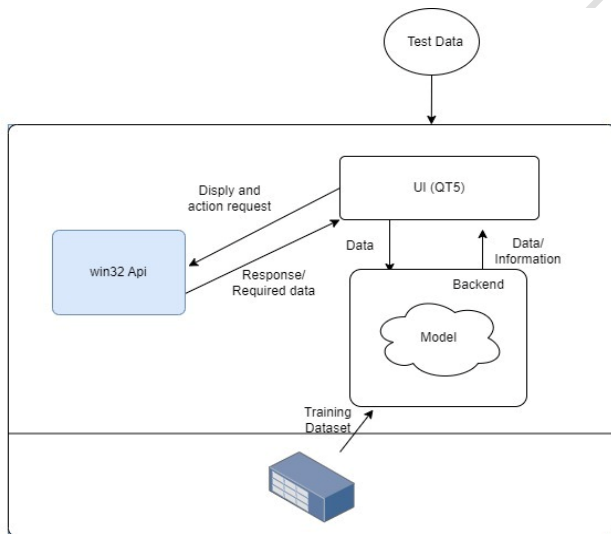 Test Data
UI (QT5)
Disply and
action request
Data
Data/
Information
win32 Api
Response/
Required data
Backend
Model
Training
Dataset